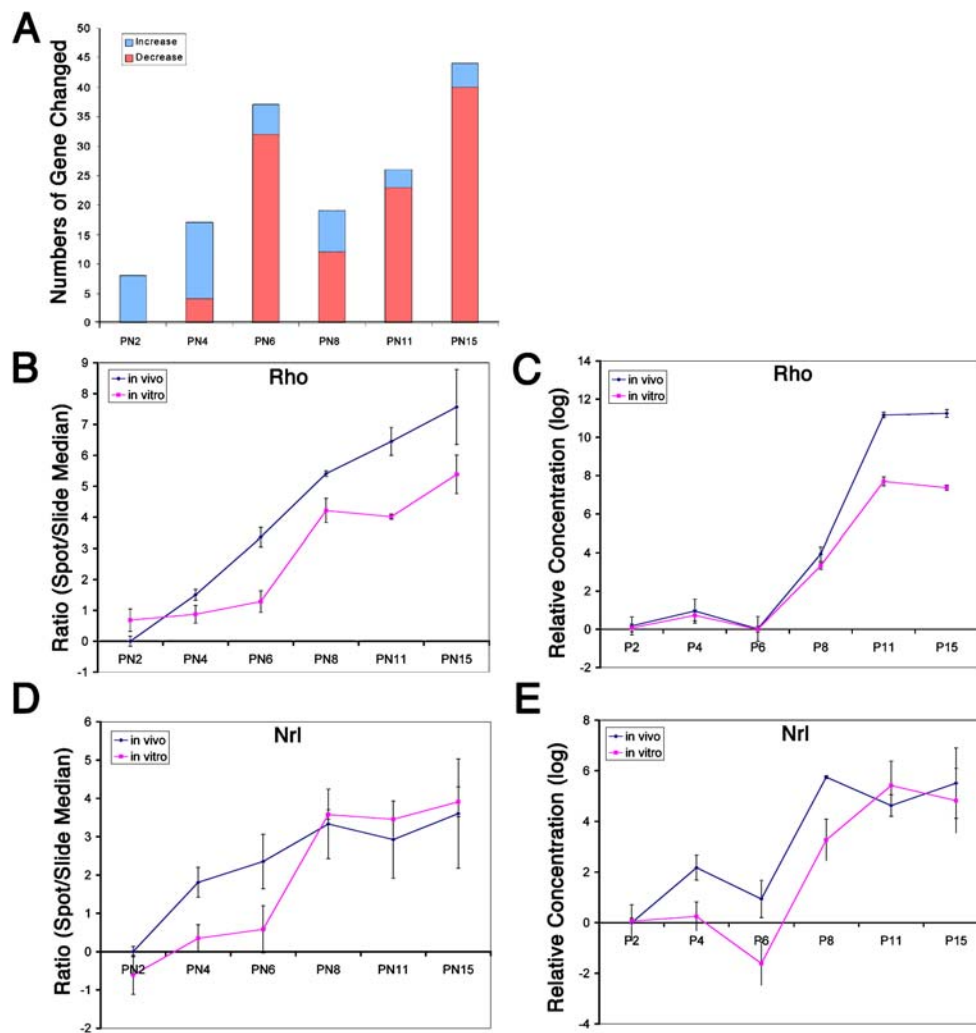 A
Numbers of Gene Changed
Increase
Decrease
50
45
40
35
30
25
20
15
10
5
0
PN2 PN4 PN6 PN8 PN11 PN15
B
Rho
Ratio (Spot/Slide Median)
in vivo
in vitro
9
8
7
6
5
4
3
2
1
0
-1
PN2 PN4 PN6 PN8 PN11 PN15
C
Rho
Relative Concentration (log)
in vivo
in vitro
14
12
10
8
6
4
2
0
-2
P2 P4 P6 P8 P11 P15
D
Nrl
Ratio (Spot/Slide Median)
in vivo
in vitro
6
5
4
3
2
1
0
-1
-2
PN2 PN4 PN6 PN8 PN11 PN15
E
Nrl
Relative Concentration (log)
in vivo
in vitro
8
6
4
2
0
-2
-4
P2 P4 P6 P8 P11 P15